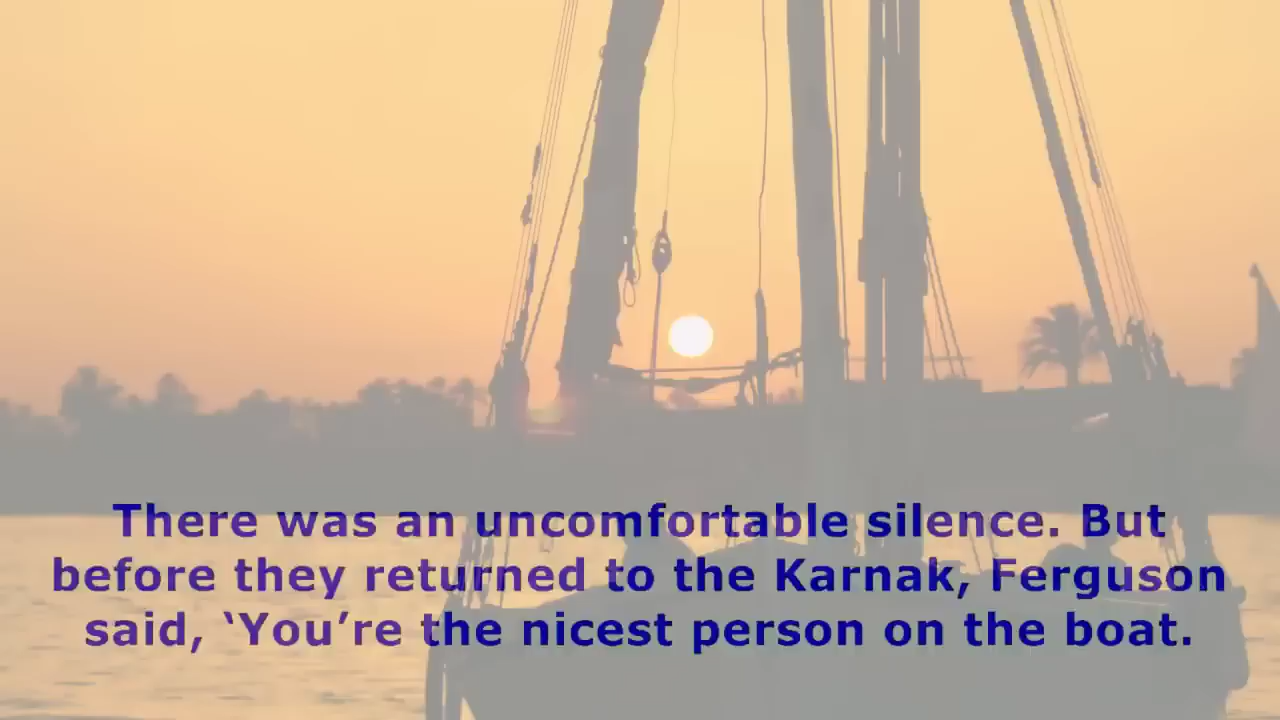 There was an uncomfortable silence. But
before they returned to the Karnak, Ferguson
said, ‘You’re the nicest person on the boat.